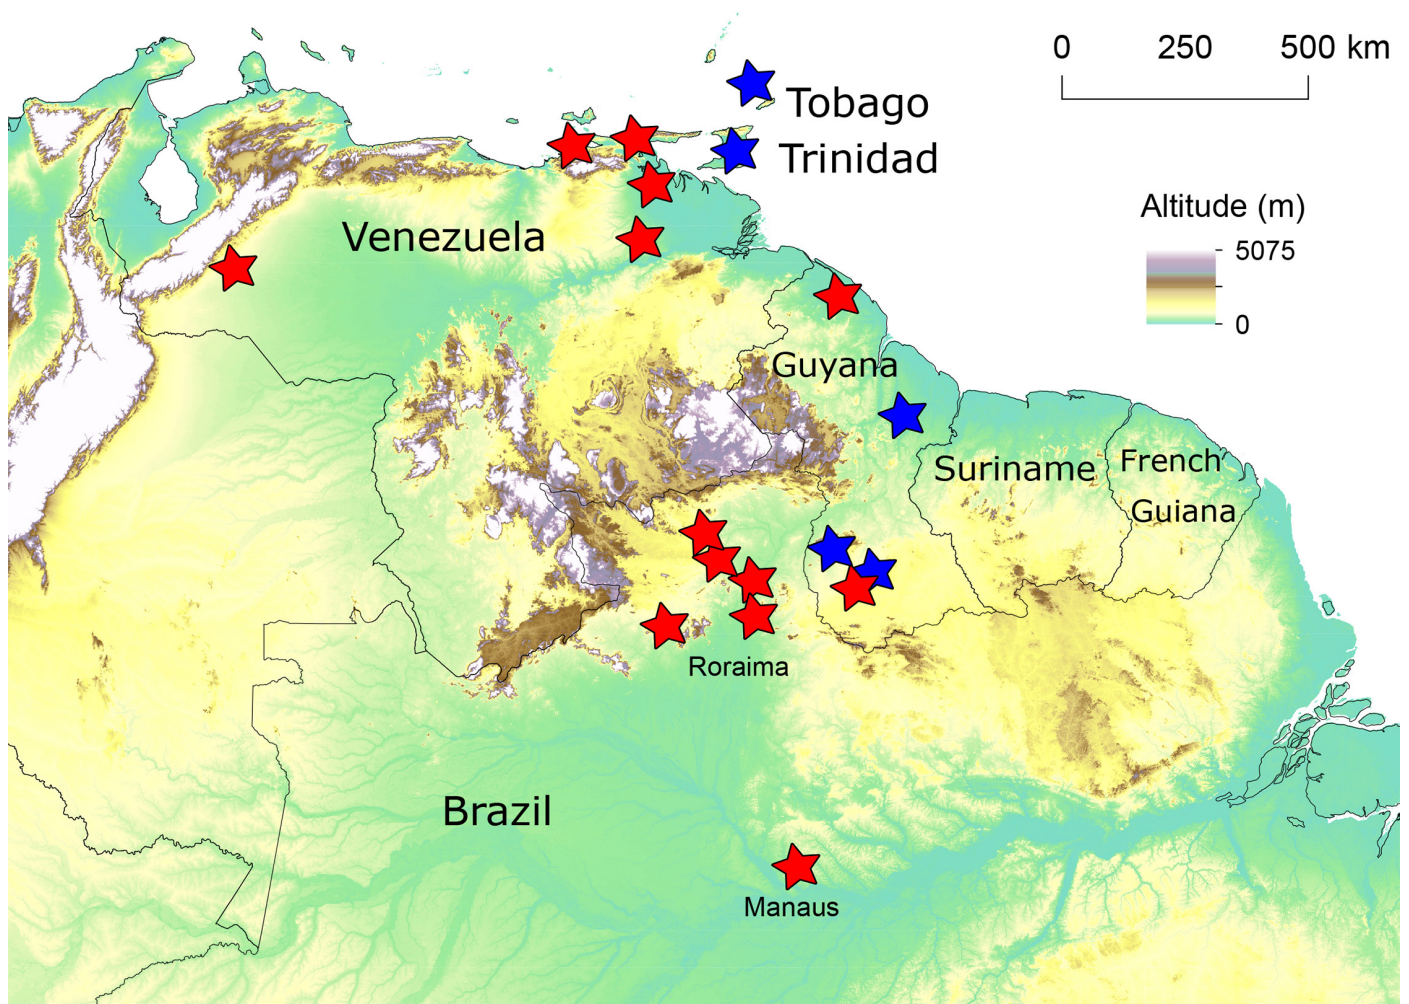 0 250 500 km
Tobago
Trinidad
Altitude (m)
5075
0
Venezuela
Guyana
Suriname
French
Guiana
Roraima
Brazil
Manaus